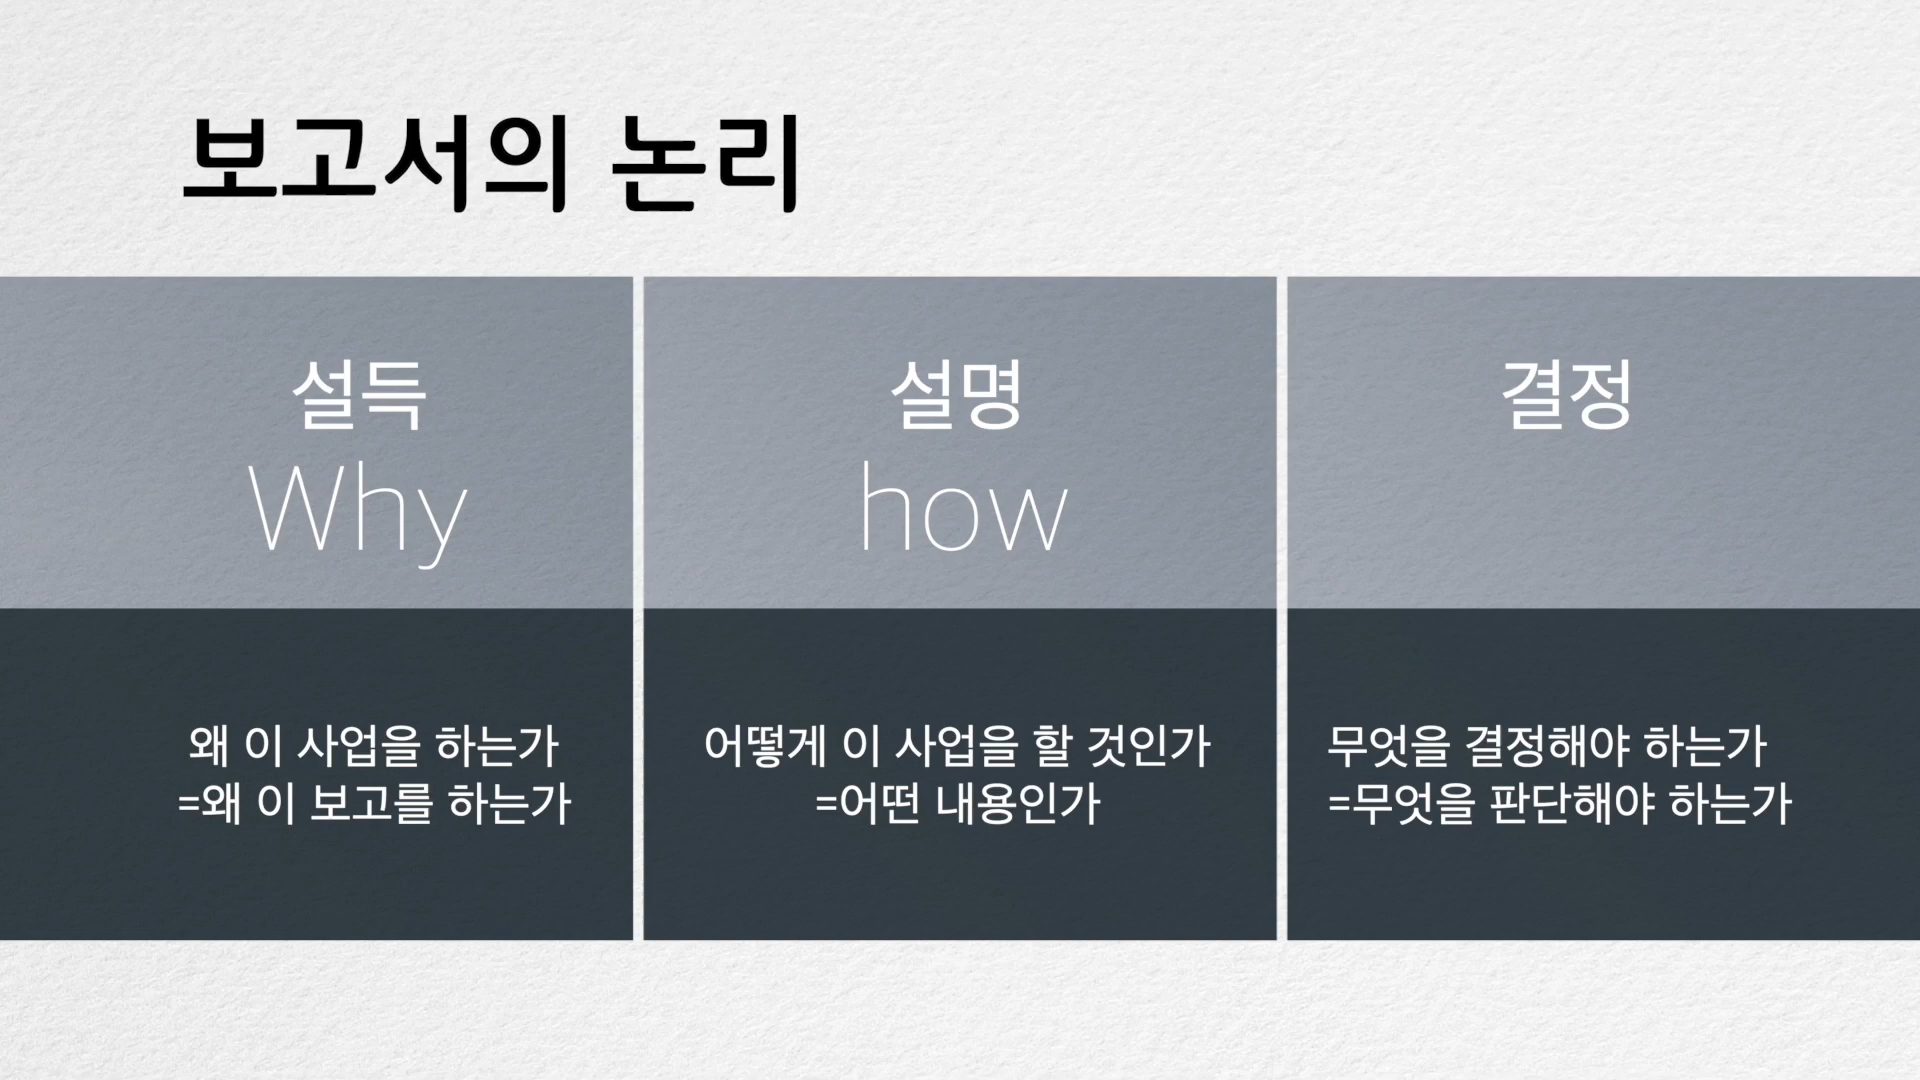 보고서의 논리
설득
Why
왜 이 사업을 하는가
=왜 이 보고를 하는가
설명
how
어떻게 이 사업을 할 것인가
=어떤 내용인가
결정
무엇을 결정해야 하는가
=무엇을 판단해야 하는가